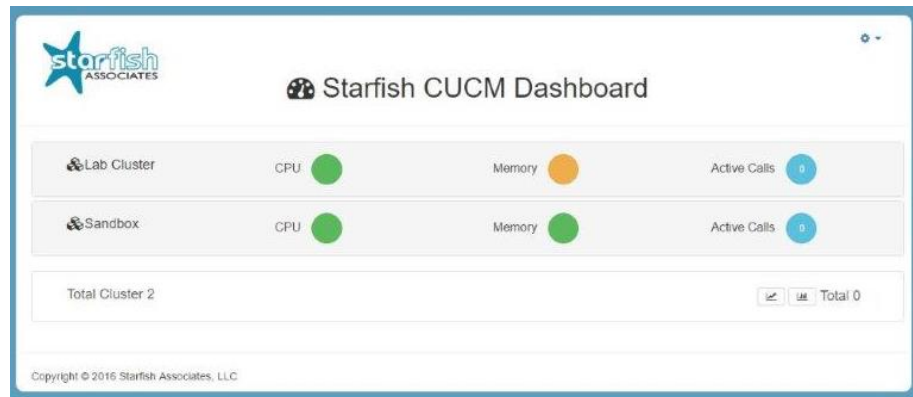 starfish
ASSOCIATES
Starfish CUCM Dashboard
Lab Cluster CPU Memory Active Calls 0
Sandbox CPU Memory Active Calls 0
Total Cluster 2 Total 0
Copyright © 2016 Starfish Associates, LLC